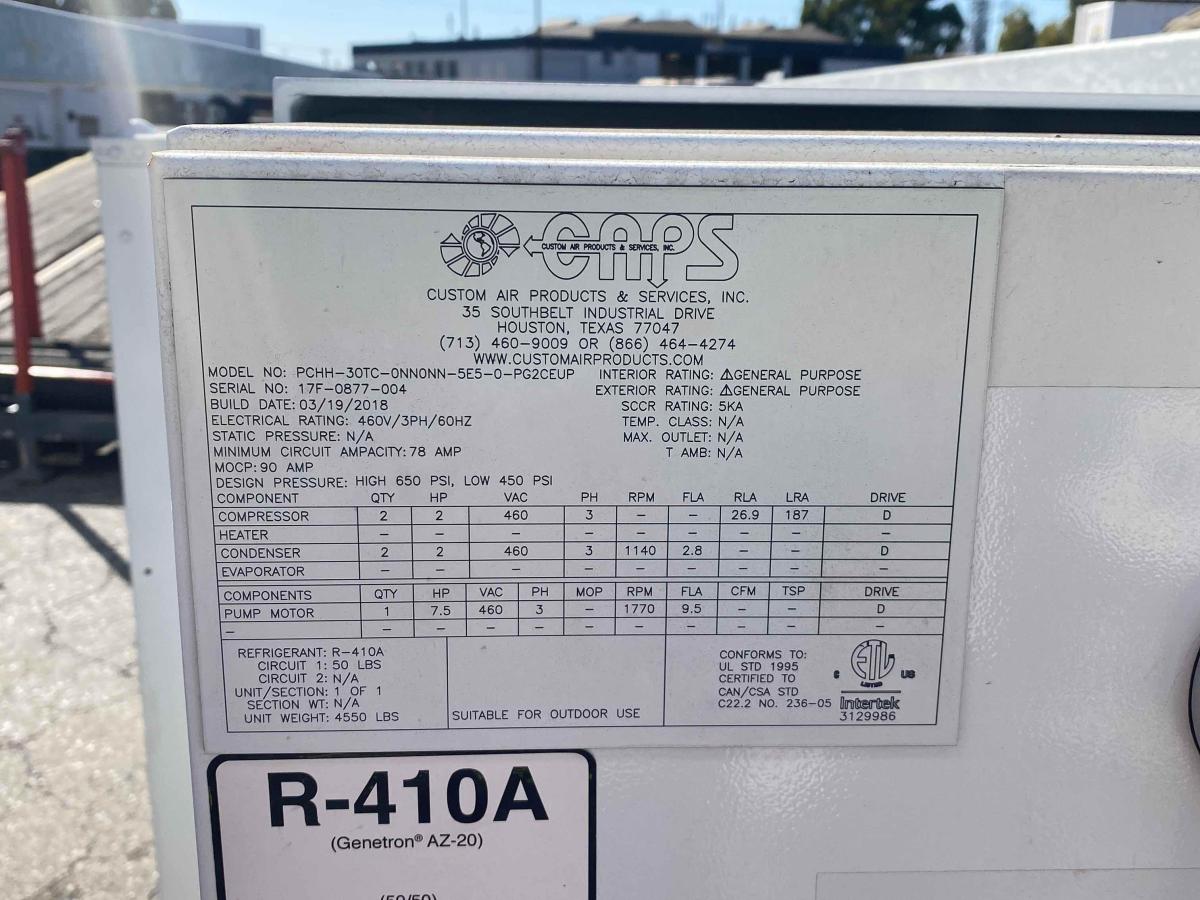 CAPS
CUSTOM AIR PRODUCTS & SERVICES, INC.
CUSTOM AIR PRODUCTS & SERVICES, INC.
35 SOUTHBELT INDUSTRIAL DRIVE
HOUSTON, TEXAS 77047
(713) 460-9009 OR (866) 464-4274
WWW.CUSTOMAIRPRODUCTS.COM
MODEL NO: PCHH-30TC-0NN0NN-5E5-0-PG2CEUP INTERIOR RATING: ⚠GENERAL PURPOSE
SERIAL NO: 17F-0877-004 EXTERIOR RATING: ⚠GENERAL PURPOSE
BUILD DATE: 03/19/2018 SCCR RATING: 5KA
ELECTRICAL RATING: 460V/3PH/60HZ TEMP. CLASS: N/A
STATIC PRESSURE: N/A MAX. OUTLET: N/A
MINIMUM CIRCUIT AMPACITY: 78 AMP T AMB: N/A
MOCP: 90 AMP
DESIGN PRESSURE: HIGH 650 PSI, LOW 450 PSI
COMPONENT QTY HP VAC PH RPM FLA RLA LRA DRIVE
COMPRESSOR 2 2 460 3 - - 26.9 187 D
HEATER - - - - - - - - -
CONDENSER 2 2 460 3 1140 2.8 - - D
EVAPORATOR - - - - - - - - -
COMPONENTS QTY HP VAC PH MOP RPM FLA CFM TSP DRIVE
PUMP MOTOR 1 7.5 460 3 - 1770 9.5 - - D
- - - - - - - - - - -
REFRIGERANT: R-410A
CIRCUIT 1: 50 LBS
CIRCUIT 2: N/A
UNIT/SECTION: 1 OF 1
SECTION WT: N/A
UNIT WEIGHT: 4550 LBS
SUITABLE FOR OUTDOOR USE
CONFORMS TO:
UL STD 1995
CERTIFIED TO
CAN/CSA STD
C22.2 NO. 236-05
ETL
LISTED
C US
Intertek
3129986
R-410A
(Genetron® AZ-20)
(50/50)